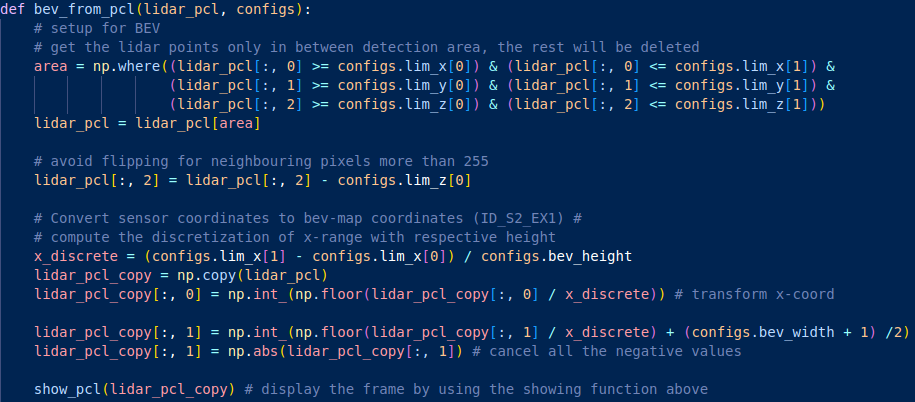 def bev_from_pcl(lidar_pcl, configs):
    # setup for BEV
    # get the lidar points only in between detection area, the rest will be deleted
    area = np.where((lidar_pcl[:, 0] >= configs.lim_x[0]) & (lidar_pcl[:, 0] <= configs.lim_x[1]) &
                    (lidar_pcl[:, 1] >= configs.lim_y[0]) & (lidar_pcl[:, 1] <= configs.lim_y[1]) &
                    (lidar_pcl[:, 2] >= configs.lim_z[0]) & (lidar_pcl[:, 2] <= configs.lim_z[1]))
    lidar_pcl = lidar_pcl[area]

    # avoid flipping for neighbouring pixels more than 255
    lidar_pcl[:, 2] = lidar_pcl[:, 2] - configs.lim_z[0]

    # Convert sensor coordinates to bev-map coordinates (ID_S2_EX1) #
    # compute the discretization of x-range with respective height
    x_discrete = (configs.lim_x[1] - configs.lim_x[0]) / configs.bev_height
    lidar_pcl_copy = np.copy(lidar_pcl)
    lidar_pcl_copy[:, 0] = np.int_(np.floor(lidar_pcl_copy[:, 0] / x_discrete)) # transform x-coord

    lidar_pcl_copy[:, 1] = np.int_(np.floor(lidar_pcl_copy[:, 1] / x_discrete) + (configs.bev_width + 1) /2)
    lidar_pcl_copy[:, 1] = np.abs(lidar_pcl_copy[:, 1]) # cancel all the negative values

    show_pcl(lidar_pcl_copy) # display the frame by using the showing function above